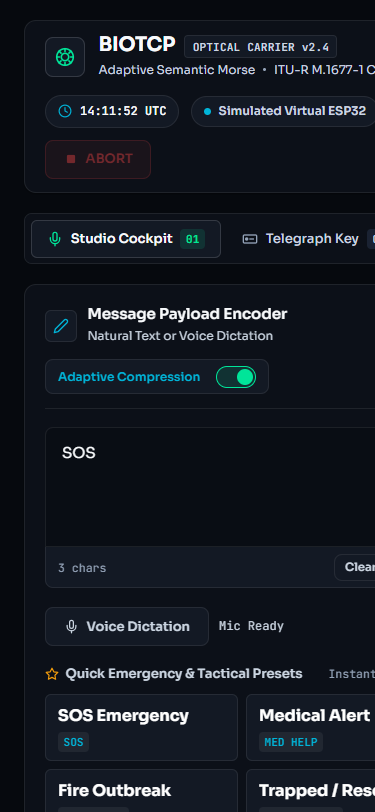 BIOTCP OPTICAL CARRIER v2.4
Adaptive Semantic Morse • ITU-R M.1677-1 C
14:11:52 UTC Simulated Virtual ESP32
ABORT
Studio Cockpit 01 Telegraph Key
Message Payload Encoder
Natural Text or Voice Dictation
Adaptive Compression
SOS
3 chars Clear
Voice Dictation Mic Ready
Quick Emergency & Tactical Presets Instant
SOS Emergency Medical Alert
SOS MED HELP
Fire Outbreak Trapped / Resc